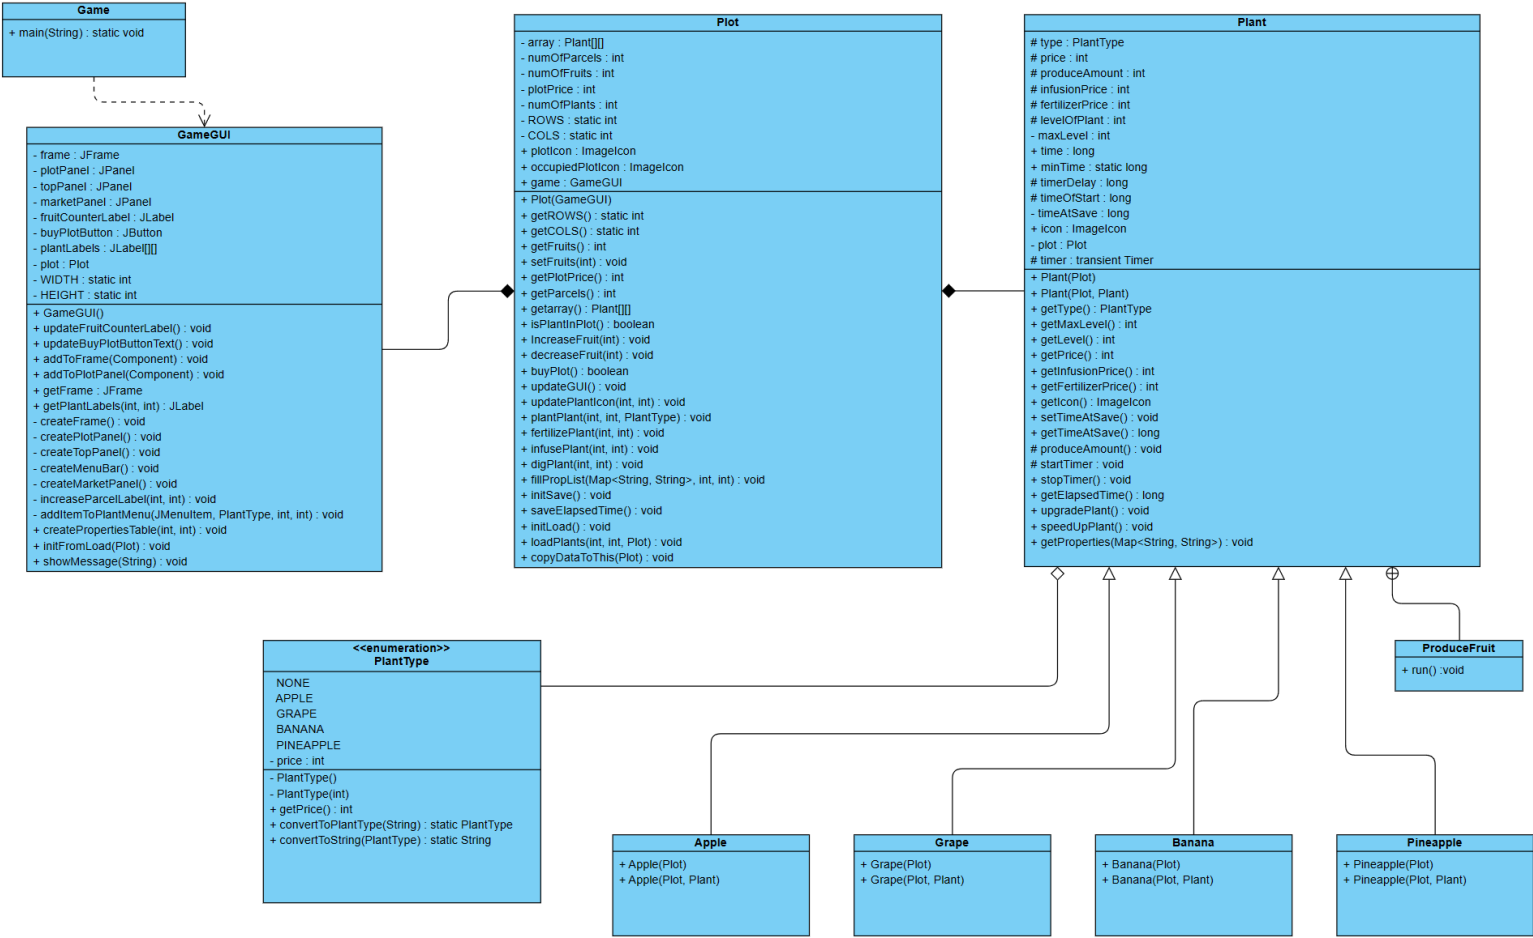 Game
+ main(String) : static void
GameGUI
- frame : JFrame
- plotPanel : JPanel
- topPanel : JPanel
- marketPanel : JPanel
- fruitCounterLabel : JLabel
- buyPlotButton : JButton
- plantLabels : JLabel[][]
- plot : Plot
- WIDTH : static int
- HEIGHT : static int
+ GameGUI()
+ updateFruitCounterLabel() : void
+ updateBuyPlotButtonText() : void
+ addToFrame(Component) : void
+ addToPlotPanel(Component) : void
+ getFrame : JFrame
+ getPlantLabels(int, int) : JLabel
- createFrame() : void
- createPlotPanel() : void
- createTopPanel() : void
- createMenuBar() : void
- createMarketPanel() : void
- increaseParcelLabel(int, int) : void
- addItemToPlantMenu(JMenuItem, PlantType, int, int) : void
+ createPropertiesTable(int, int) : void
+ initFromLoad(Plot) : void
+ showMessage(String) : void
Plot
- array : Plant[][]
- numOfParcels : int
- numOfFruits : int
- plotPrice : int
- numOfPlants : int
- ROWS : static int
- COLS : static int
+ plotIcon : ImageIcon
+ occupiedPlotIcon : ImageIcon
+ game : GameGUI
+ Plot(GameGUI)
+ getROWS() : static int
+ getCOLS() : static int
+ getFruits() : int
+ setFruits(int) : void
+ getPlotPrice() : int
+ getParcels() : int
+ getarray() : Plant[][]
+ isPlantInPlot() : boolean
+ IncreaseFruit(int) : void
+ decreaseFruit(int) : void
+ buyPlot() : boolean
+ updateGUI() : void
+ updatePlantIcon(int, int) : void
+ plantPlant(int, int, PlantType) : void
+ fertilizePlant(int, int) : void
+ infusePlant(int, int) : void
+ digPlant(int, int) : void
+ fillPropList(Map<String, String>, int, int) : void
+ initSave() : void
+ saveElapsedTime() : void
+ initLoad() : void
+ loadPlants(int, int, Plot) : void
+ copyDataToThis(Plot) : void
Plant
# type : PlantType
# price : int
# produceAmount : int
# infusionPrice : int
# fertilizerPrice : int
# levelOfPlant : int
- maxLevel : int
+ time : long
+ minTime : static long
# timerDelay : long
# timeOfStart : long
- timeAtSave : long
+ icon : ImageIcon
- plot : Plot
# timer : transient Timer
+ Plant(Plot)
+ Plant(Plot, Plant)
+ getType() : PlantType
+ getMaxLevel() : int
+ getLevel() : int
+ getPrice() : int
+ getInfusionPrice() : int
+ getFertilizerPrice() : int
+ getIcon() : ImageIcon
+ setTimeAtSave() : void
+ getTimeAtSave() : long
# produceAmount() : void
# startTimer : void
+ stopTimer() : void
+ getElapsedTime() : long
+ upgradePlant() : void
+ speedUpPlant() : void
+ getProperties(Map<String, String>) : void
<<enumeration>>
PlantType
NONE
APPLE
GRAPE
BANANA
PINEAPPLE
- price : int
- PlantType()
- PlantType(int)
+ getPrice() : int
+ convertToPlantType(String) : static PlantType
+ convertToString(PlantType) : static String
ProduceFruit
+ run() :void
Apple
+ Apple(Plot)
+ Apple(Plot, Plant)
Grape
+ Grape(Plot)
+ Grape(Plot, Plant)
Banana
+ Banana(Plot)
+ Banana(Plot, Plant)
Pineapple
+ Pineapple(Plot)
+ Pineapple(Plot, Plant)